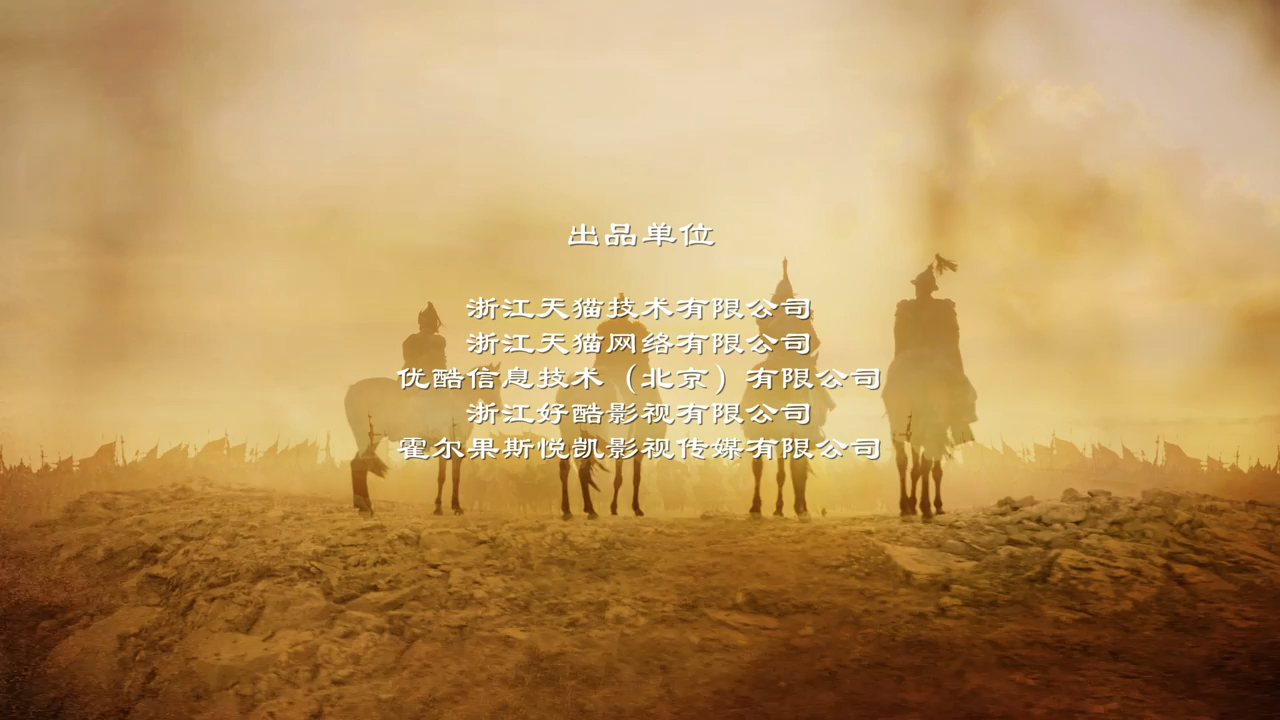 出品单位
浙江天猫技术有限公司
浙江天猫网络有限公司
优酷信息技术（北京）有限公司
浙江好酷影视有限公司
霍尔果斯悦凯影视传媒有限公司